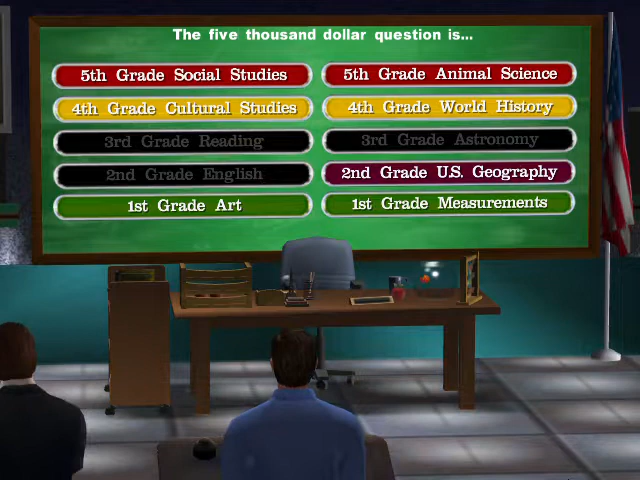 The five thousand dollar question is...
5th Grade Social Studies
5th Grade Animal Science
4th Grade Cultural Studies
4th Grade World History
3rd Grade Reading
3rd Grade Astronomy
2nd Grade English
2nd Grade U.S. Geography
1st Grade Art
1st Grade Measurements